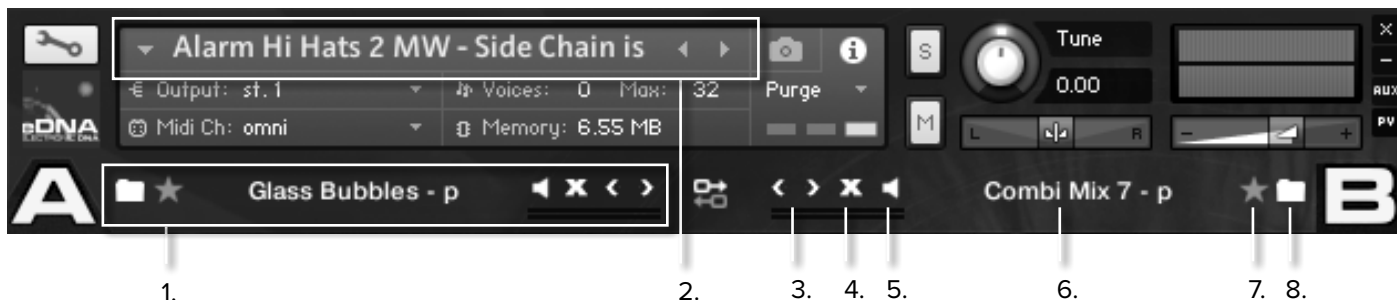 Alarm Hi Hats 2 MW - Side Chain is
S
Tune
×
–
Output: st.1
Voices: 0 Max: 32
Purge
0.00
AUX
eDNA
ELECTRONIC DNA
Midi Ch: omni
Memory: 6.55 MB
M
L
R
-
+
PV
A
Glass Bubbles - p
X < >
< > X
Combi Mix 7 - p
B
1.
2.
3.
4.
5.
6.
7.
8.